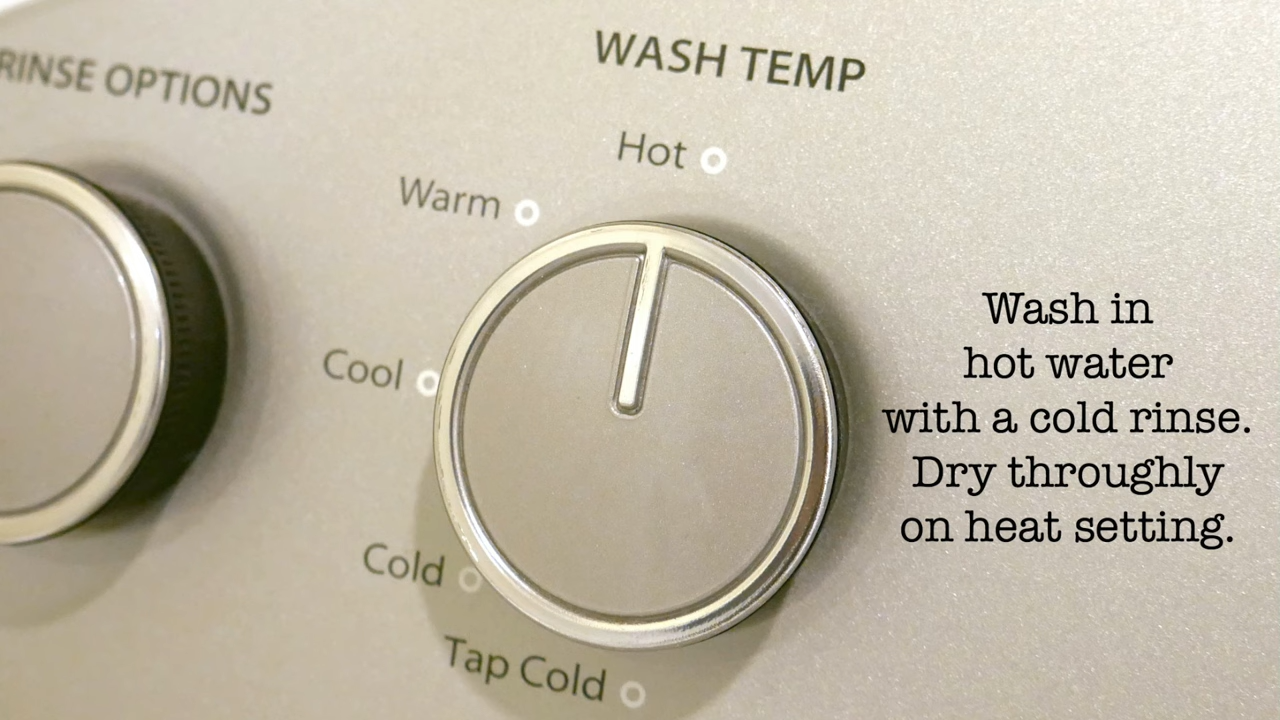 RINSE OPTIONS
WASH TEMP
Hot
Warm
Cool
Cold
Tap Cold
Wash in
hot water
with a cold rinse.
Dry throughly
on heat setting.